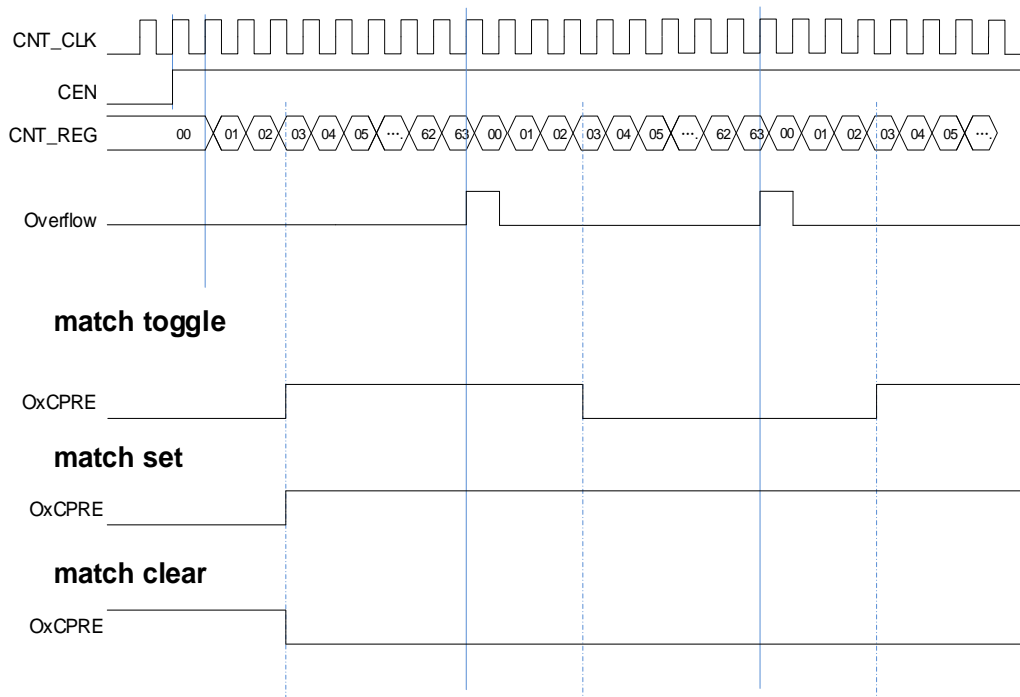 CNT_CLK
CEN
CNT_REG 00 01 02 03 04 05 .... 62 63 00 01 02 03 04 05 .... 62 63 00 01 02 03 04 05 ....
Overflow
match toggle
OxCPRE
match set
OxCPRE
match clear
OxCPRE